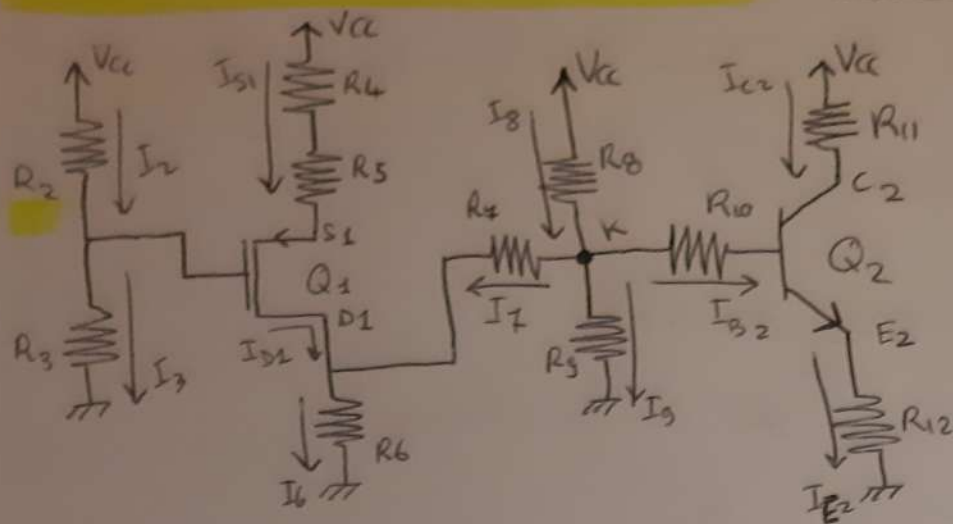 Vcc
R2
I2
R3
I3
Vcc
IS1
R4
R5
S1
Q1
D1
ID1
I6
R6
R7
I7
Vcc
I8
R8
K
R9
I9
R10
IB2
Vcc
IC2
R11
C2
Q2
E2
R12
IE2